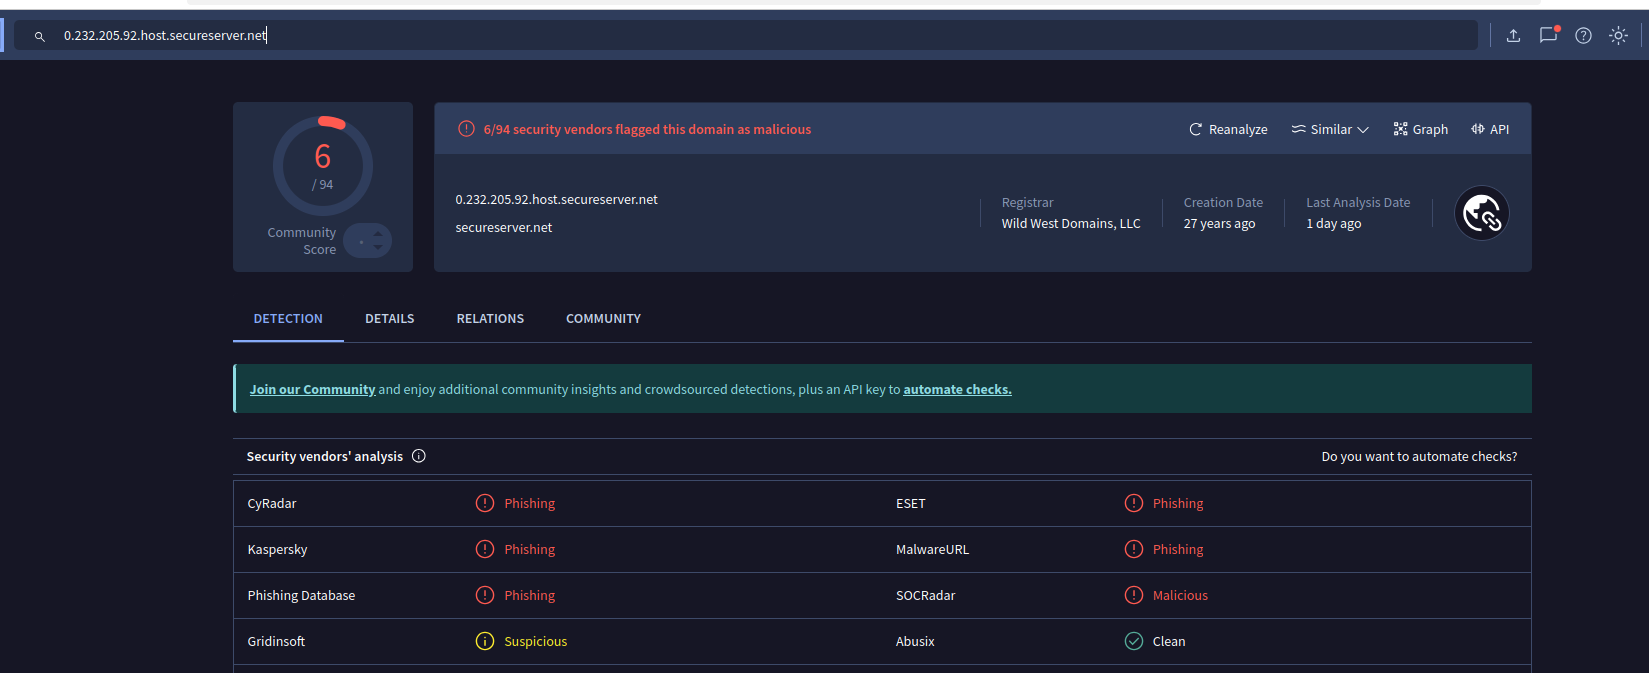 0.232.205.92.host.secureserver.net
6
/ 94
Community
Score
6/94 security vendors flagged this domain as malicious
Reanalyze
Similar
Graph
API
0.232.205.92.host.secureserver.net
secureserver.net
Registrar
Wild West Domains, LLC
Creation Date
27 years ago
Last Analysis Date
1 day ago
DETECTION DETAILS RELATIONS COMMUNITY
Join our Community and enjoy additional community insights and crowdsourced detections, plus an API key to automate checks.
Security vendors' analysis
Do you want to automate checks?
CyRadar Phishing ESET Phishing
Kaspersky Phishing MalwareURL Phishing
Phishing Database Phishing SOCRadar Malicious
Gridinsoft Suspicious Abusix Clean